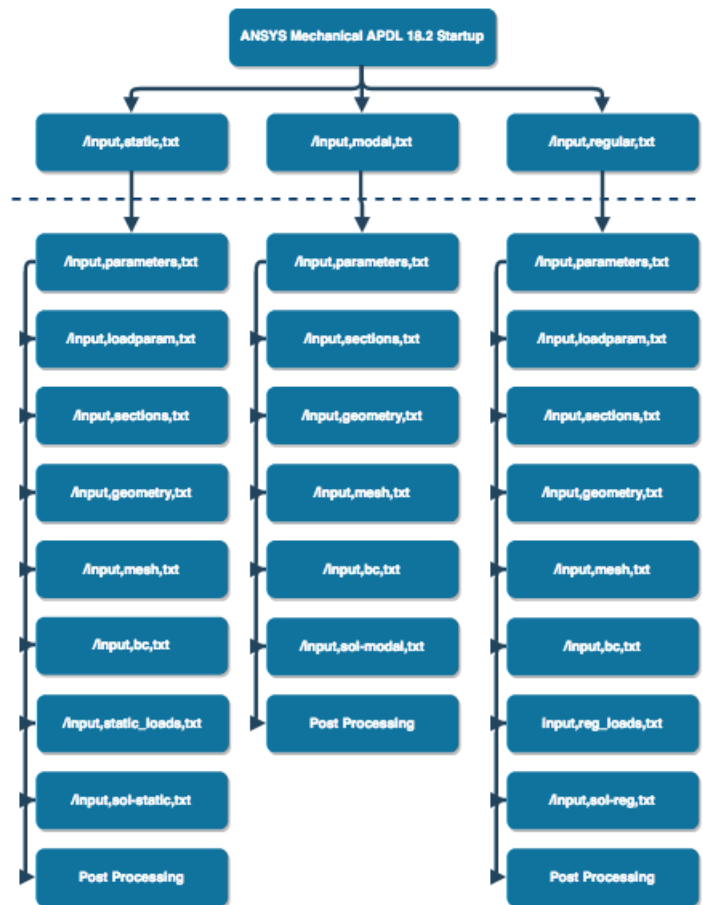 ANSYS Mechanical APDL 18.2 Startup
/Input,static,txt
/Input,modal,txt
/Input,regular,txt
/Input,parameters,txt
/Input,loadparam,txt
/Input,sections,txt
/Input,geometry,txt
/Input,mesh,txt
/Input,bc,txt
/Input,static_loads,txt
/Input,sol-static,txt
Post Processing
/Input,parameters,txt
/Input,sections,txt
/Input,geometry,txt
/Input,mesh,txt
/Input,bc,txt
/Input,sol-modal,txt
Post Processing
/Input,parameters,txt
/Input,loadparam,txt
/Input,sections,txt
/Input,geometry,txt
/Input,mesh,txt
/Input,bc,txt
Input,reg_loads,txt
/Input,sol-reg,txt
Post Processing